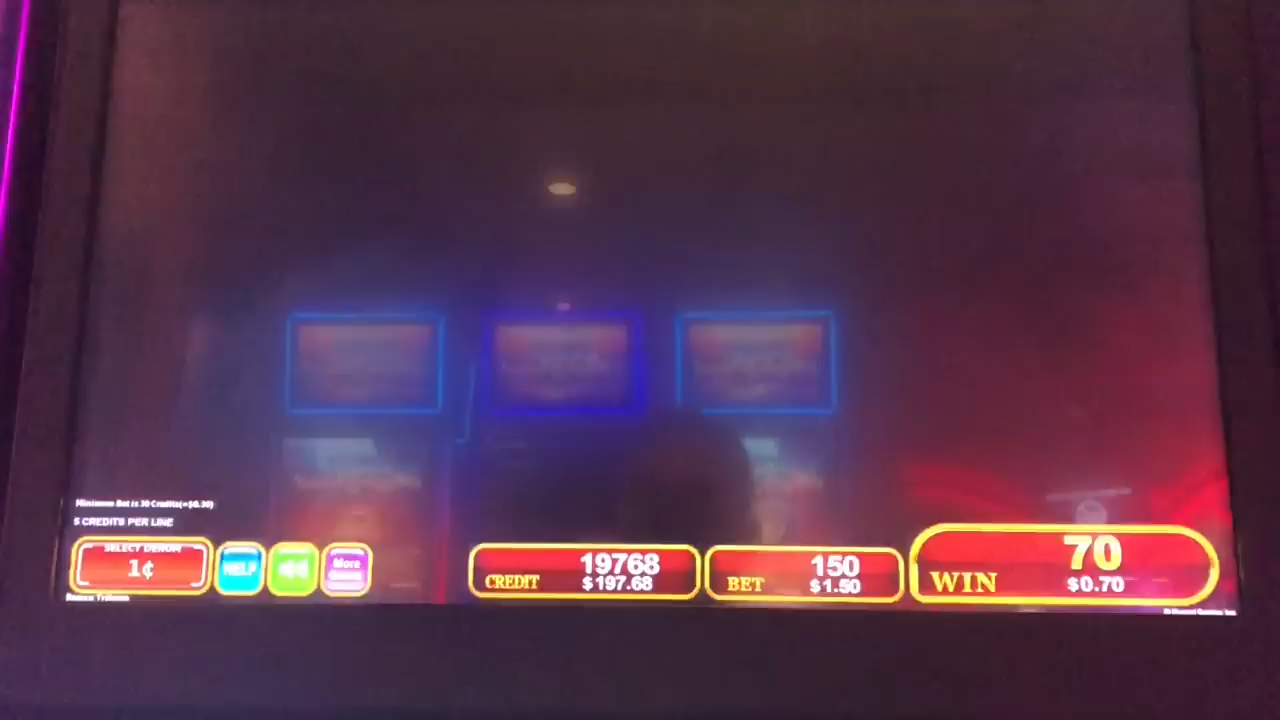 Minimum Bet is 30 Credits(=$0.30)
5 CREDITS PER LINE
SELECT DENOM
1¢
HELP
More
Games
CREDIT
19768
$197.68
BET
150
$1.50
WIN
70
$0.70